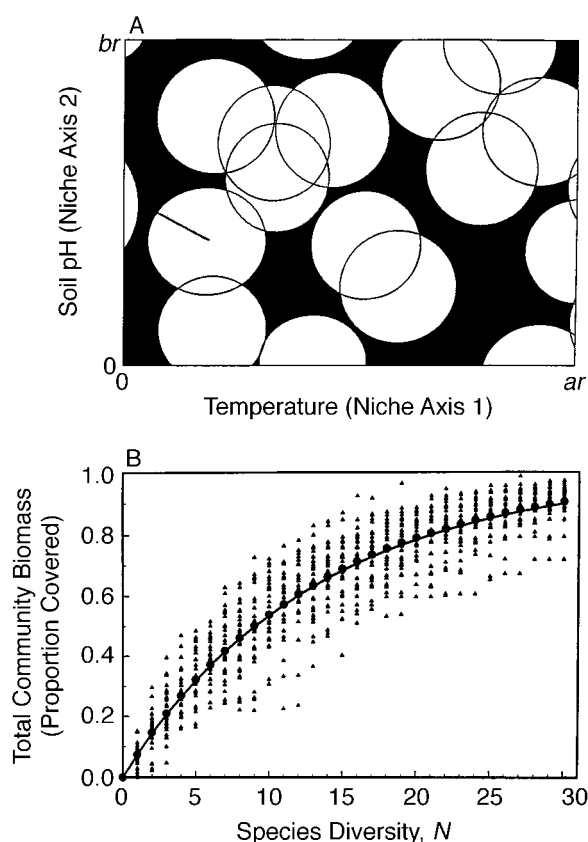 A
br
Soil pH (Niche Axis 2)
0
0
ar
Temperature (Niche Axis 1)
B
Total Community Biomass
(Proportion Covered)
1.0
0.8
0.6
0.4
0.2
0.0
0 5 10 15 20 25 30
Species Diversity, N